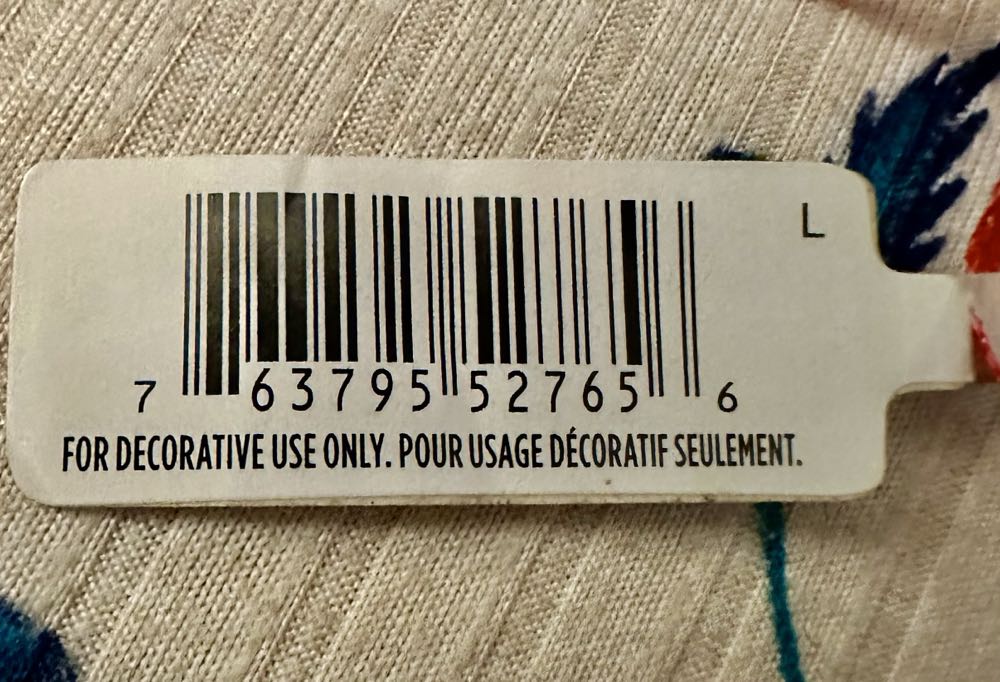 L
7 63795 52765 6
FOR DECORATIVE USE ONLY. POUR USAGE DÉCORATIF SEULEMENT.